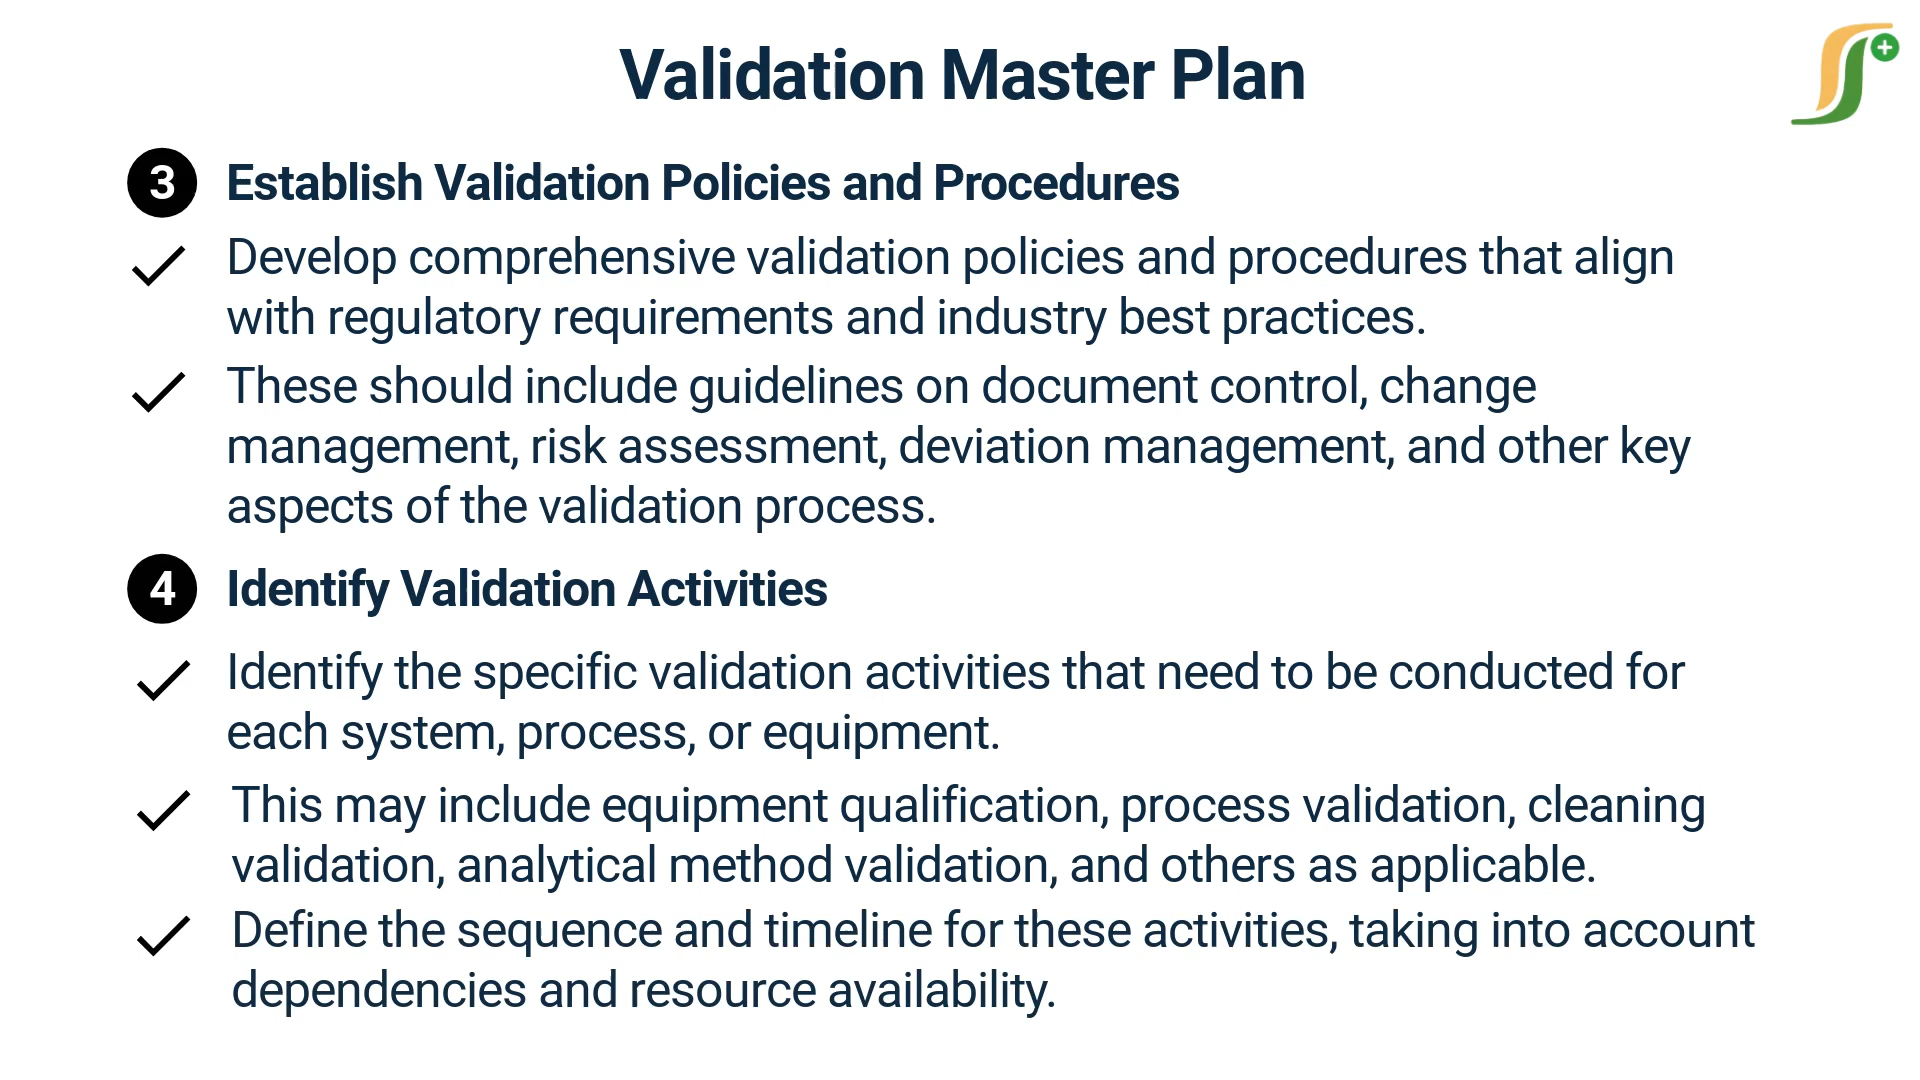 Validation Master Plan
3 Establish Validation Policies and Procedures
Develop comprehensive validation policies and procedures that align
with regulatory requirements and industry best practices.
These should include guidelines on document control, change
management, risk assessment, deviation management, and other key
aspects of the validation process.
4 Identify Validation Activities
Identify the specific validation activities that need to be conducted for
each system, process, or equipment.
This may include equipment qualification, process validation, cleaning
validation, analytical method validation, and others as applicable.
Define the sequence and timeline for these activities, taking into account
dependencies and resource availability.